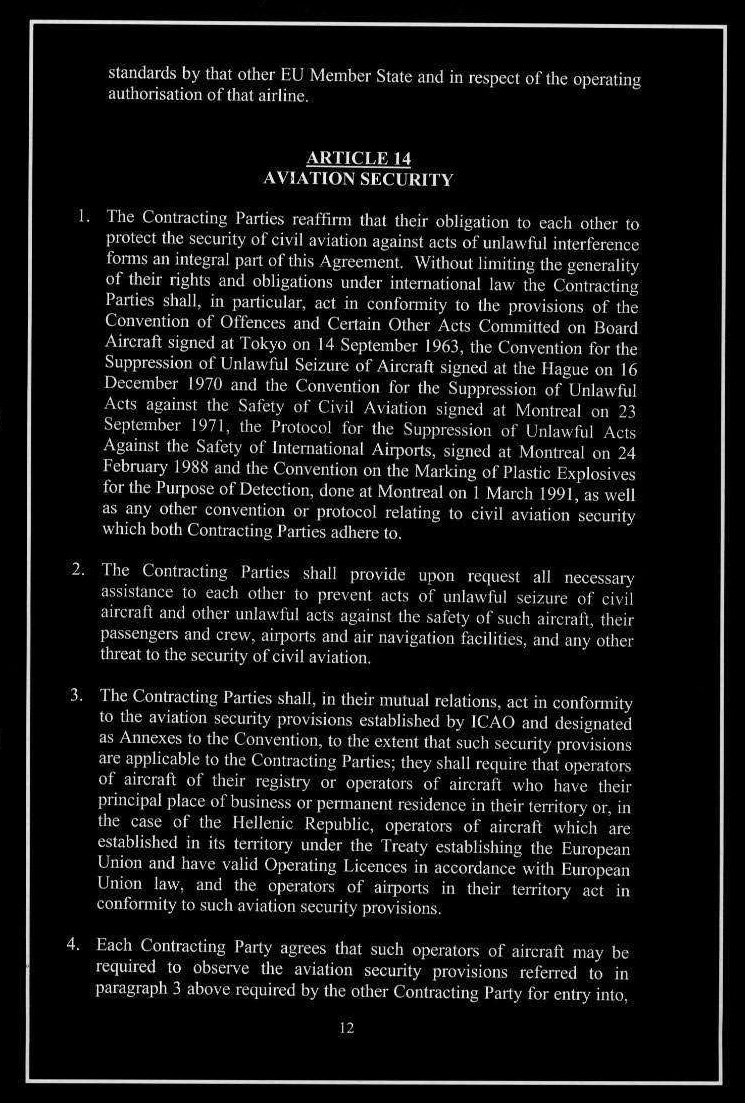 standards by that other EU Member State and in respect of the operating
authorisation of that airline.
ARTICLE 14
AVIATION SECURITY
1. The Contracting Parties reaffirm that their obligation to each other to
protect the security of civil aviation against acts of unlawful interference
forms an integral part of this Agreement. Without limiting the generality
of their rights and obligations under international law the Contracting
Parties shall, in particular, act in conformity to the provisions of the
Convention of Offences and Certain Other Acts Committed on Board
Aircraft signed at Tokyo on 14 September 1963, the Convention for the
Suppression of Unlawful Seizure of Aircraft signed at the Hague on 16
December 1970 and the Convention for the Suppression of Unlawful
Acts against the Safety of Civil Aviation signed at Montreal on 23
September 1971, the Protocol for the Suppression of Unlawful Acts
Against the Safety of International Airports, signed at Montreal on 24
February 1988 and the Convention on the Marking of Plastic Explosives
for the Purpose of Detection, done at Montreal on 1 March 1991, as well
as any other convention or protocol relating to civil aviation security
which both Contracting Parties adhere to.
2. The Contracting Parties shall provide upon request all necessary
assistance to each other to prevent acts of unlawful seizure of civil
aircraft and other unlawful acts against the safety of such aircraft, their
passengers and crew, airports and air navigation facilities, and any other
threat to the security of civil aviation.
3. The Contracting Parties shall, in their mutual relations, act in conformity
to the aviation security provisions established by ICAO and designated
as Annexes to the Convention, to the extent that such security provisions
are applicable to the Contracting Parties; they shall require that operators
of aircraft of their registry or operators of aircraft who have their
principal place of business or permanent residence in their territory or, in
the case of the Hellenic Republic, operators of aircraft which are
established in its territory under the Treaty establishing the European
Union and have valid Operating Licences in accordance with European
Union law, and the operators of airports in their territory act in
conformity to such aviation security provisions.
4. Each Contracting Party agrees that such operators of aircraft may be
required to observe the aviation security provisions referred to in
paragraph 3 above required by the other Contracting Party for entry into,
12